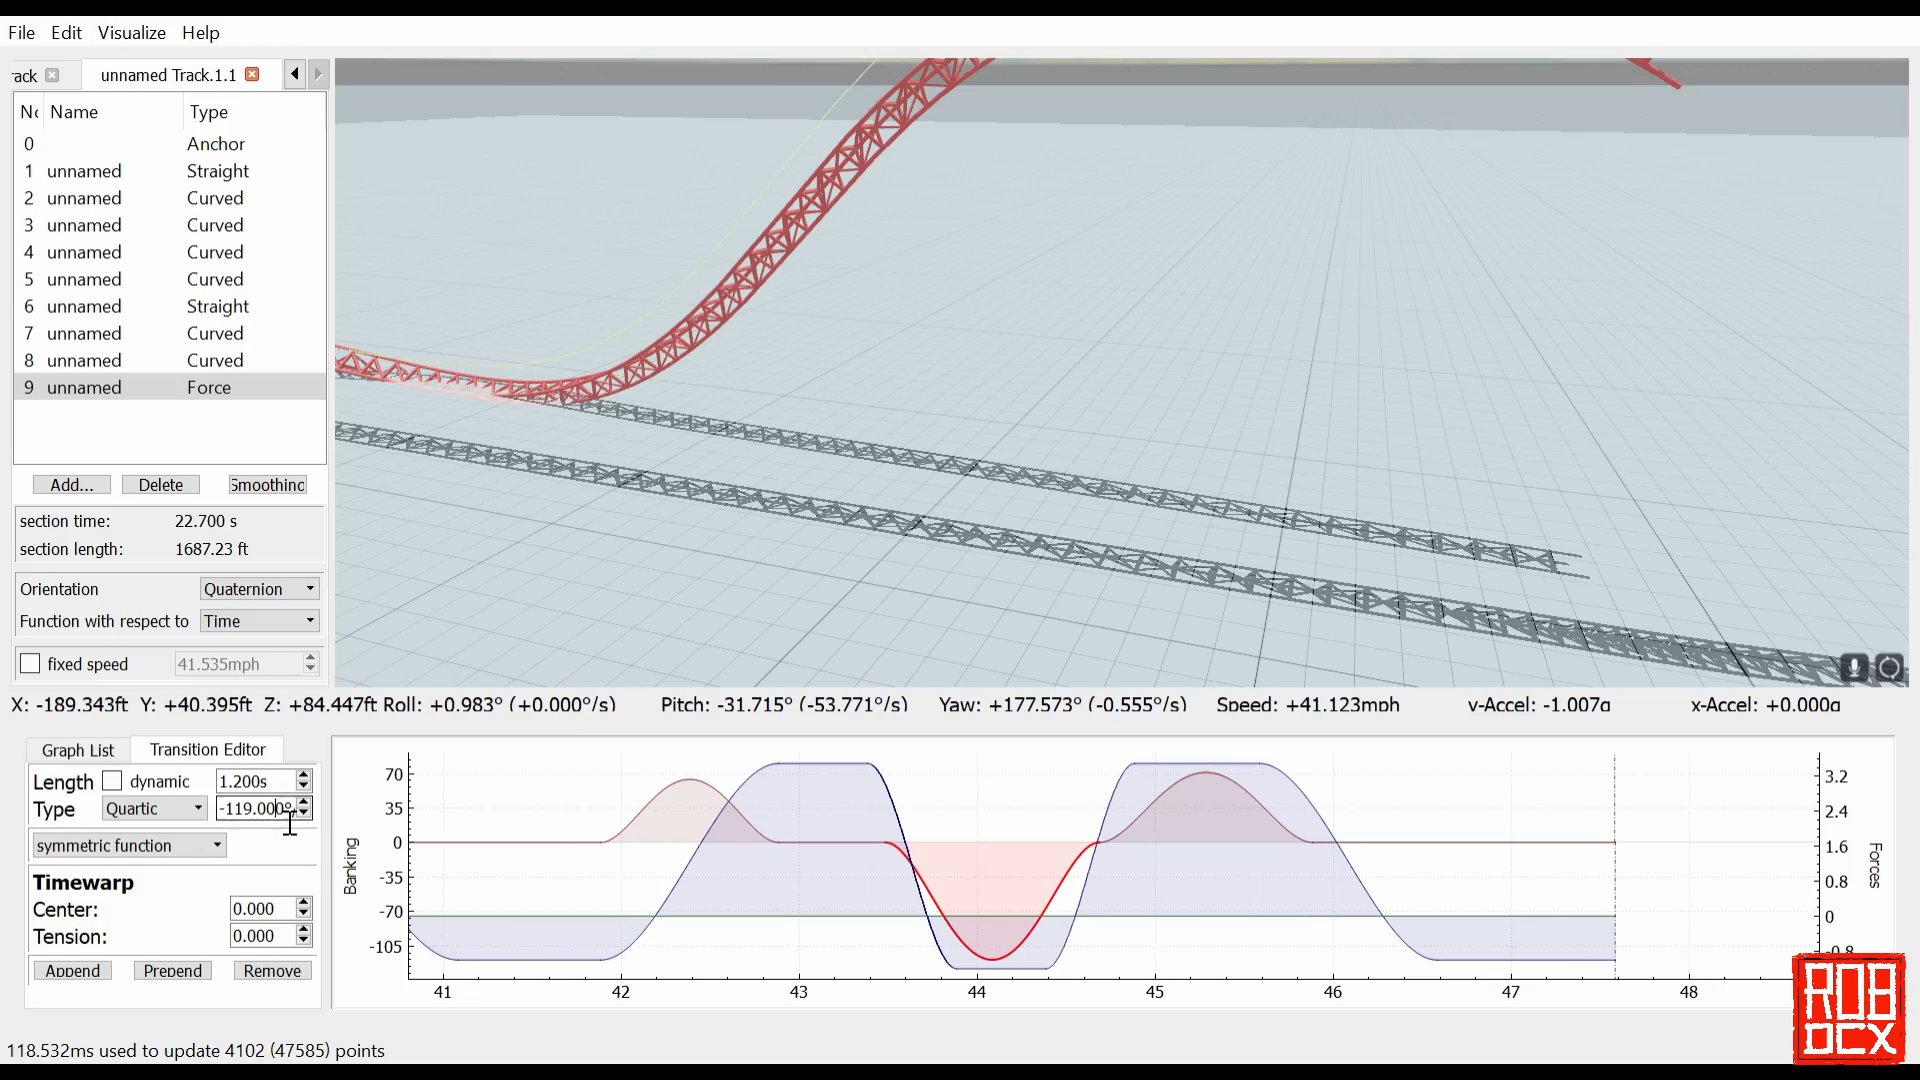 File Edit Visualize Help
rack unnamed Track.1.1
Nc Name Type
0 Anchor
1 unnamed Straight
2 unnamed Curved
3 unnamed Curved
4 unnamed Curved
5 unnamed Curved
6 unnamed Straight
7 unnamed Curved
8 unnamed Curved
9 unnamed Force
Add... Delete Smoothing
section time: 22.700 s
section length: 1687.23 ft
Orientation Quaternion
Function with respect to Time
fixed speed 41.535mph
X: -189.343ft Y: +40.395ft Z: +84.447ft Roll: +0.983° (+0.000°/s) Pitch: -31.715° (-53.771°/s) Yaw: +177.573° (-0.555°/s) Speed: +41.123mph y-Accel: -1.007g x-Accel: +0.000g
Graph List Transition Editor
Length dynamic 1.200s
Type Quartic -119.000°
symmetric function
Timewarp
Center: 0.000
Tension: 0.000
Append Prepend Remove
Banking
70
35
0
-35
-70
-105
41 42 43 44 45 46 47 48
3.2
2.4
1.6
0.8
0
-0.8
Forces
118.532ms used to update 4102 (47585) points
ROB
OCX